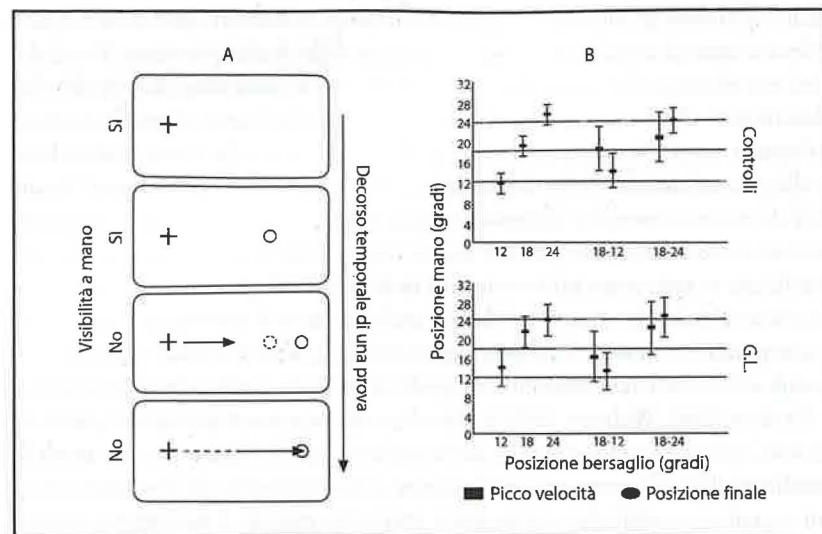 A
B
Visibilità a mano
Sì
Sì
No
No
Decorso temporale di una prova
Posizione mano (gradi)
32
28
24
20
16
12
8
4
0
12 18 24 18-12 18-24
Controlli
32
28
24
20
16
12
8
4
0
12 18 24 18-12 18-24
G.L.
Posizione bersaglio (gradi)
Picco velocità Posizione finale